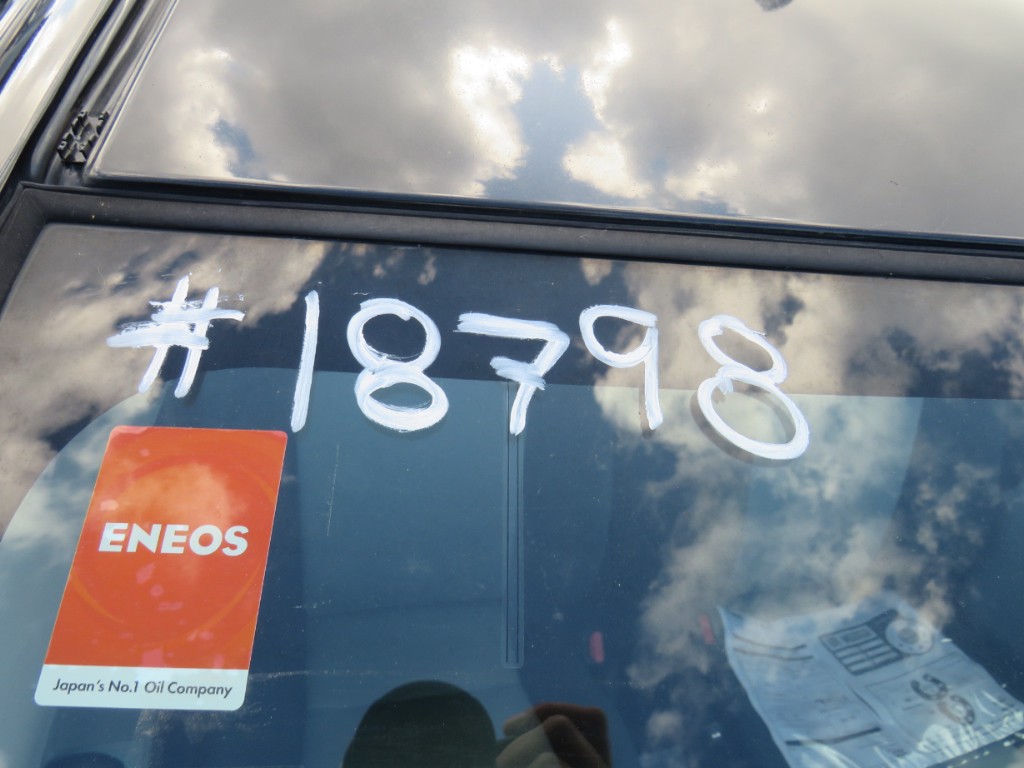 #18798
ENEOS
Japan's No.1 Oil Company